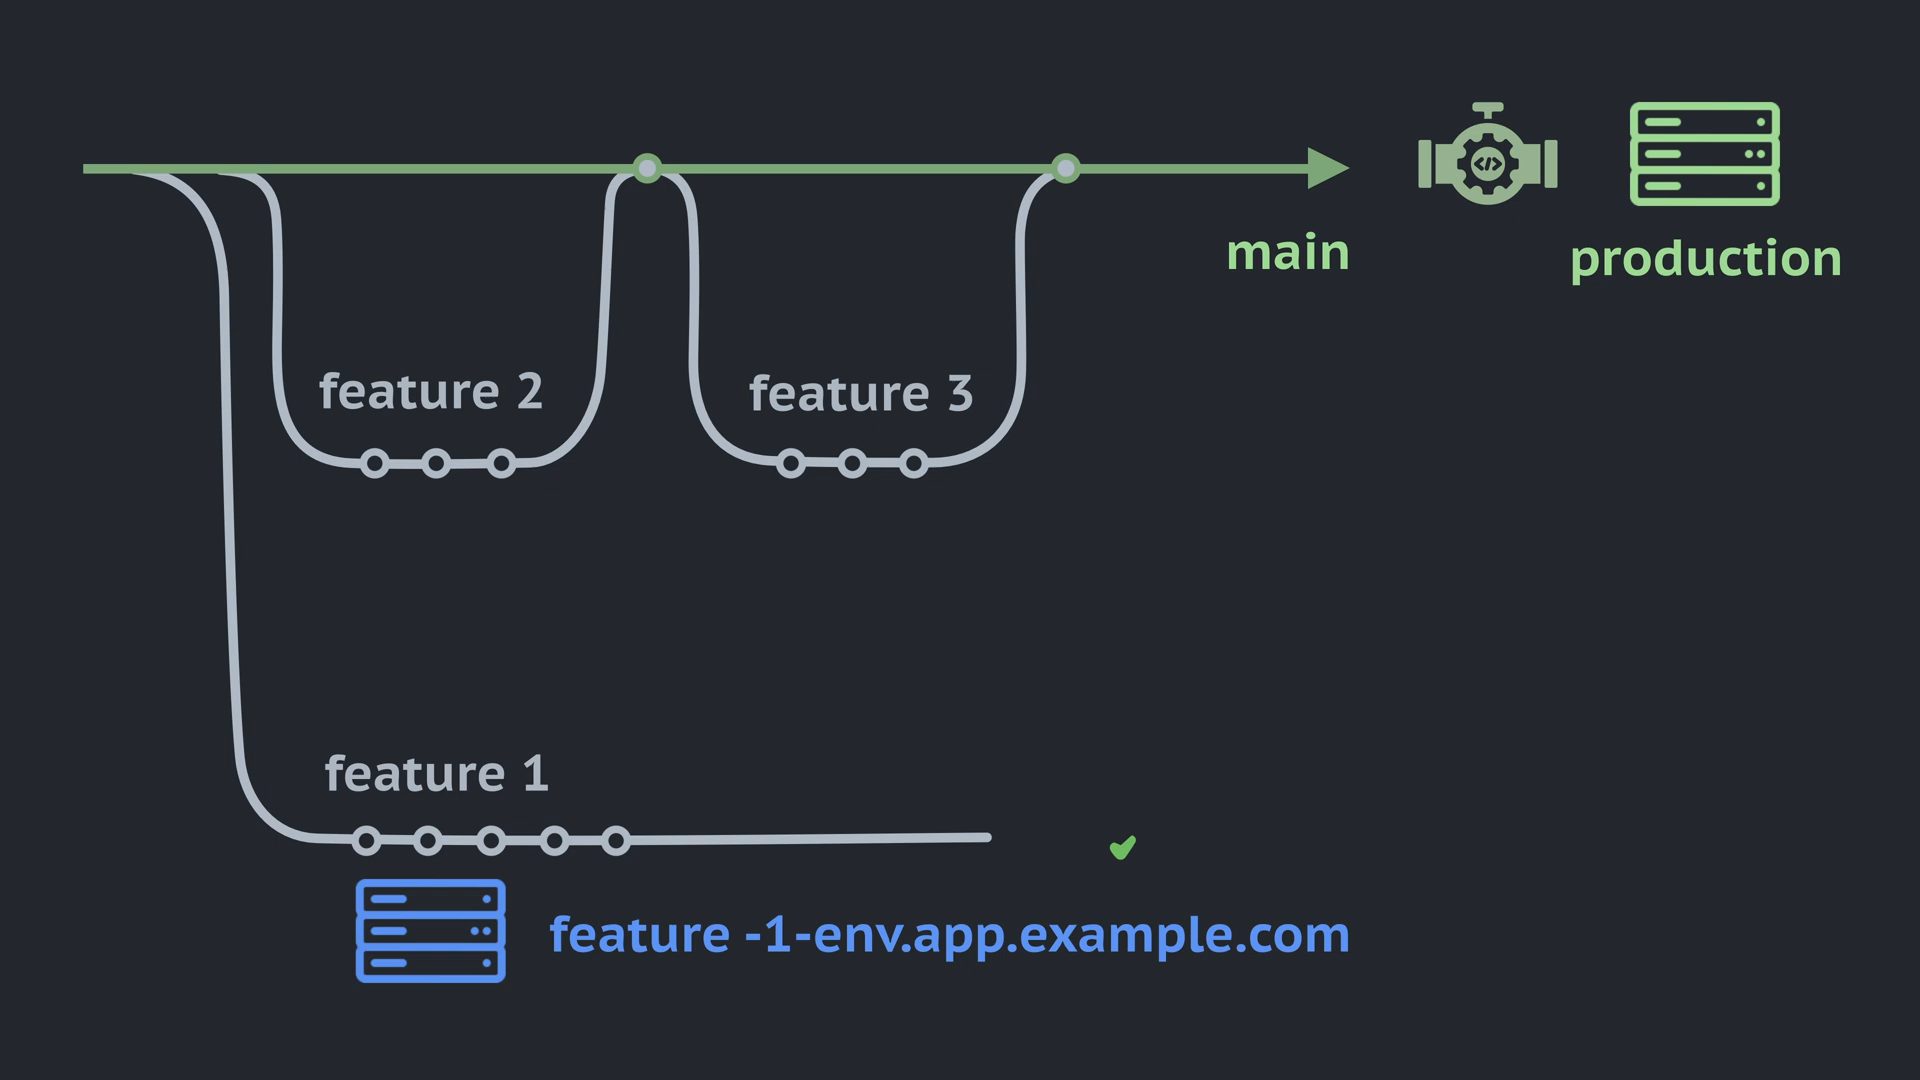 main
production
feature 2
feature 3
feature 1
feature -1-env.app.example.com